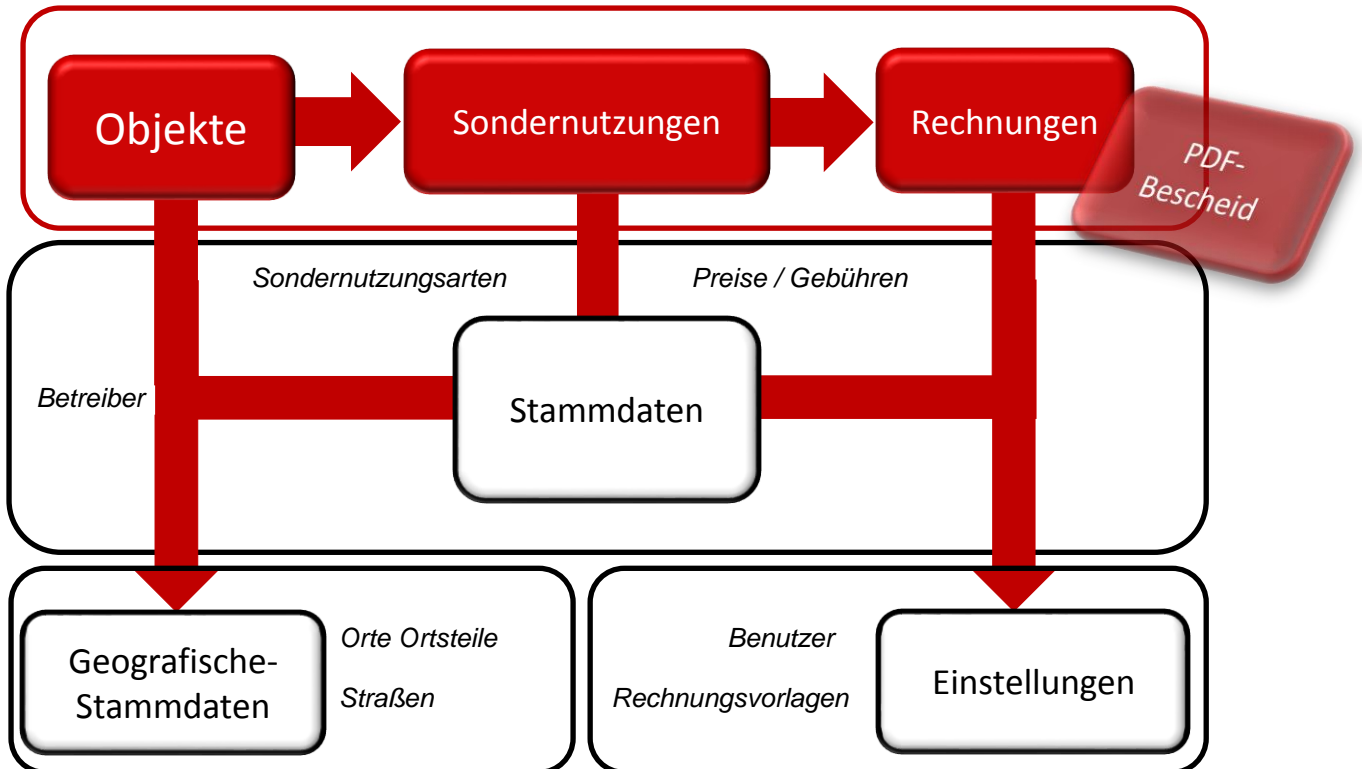 Objekte
Sondernutzungen
Rechnungen
PDF-
Bescheid
Sondernutzungsarten
Preise / Gebühren
Betreiber
Stammdaten
Geografische-
Stammdaten
Orte Ortsteile
Straßen
Benutzer
Rechnungsvorlagen
Einstellungen